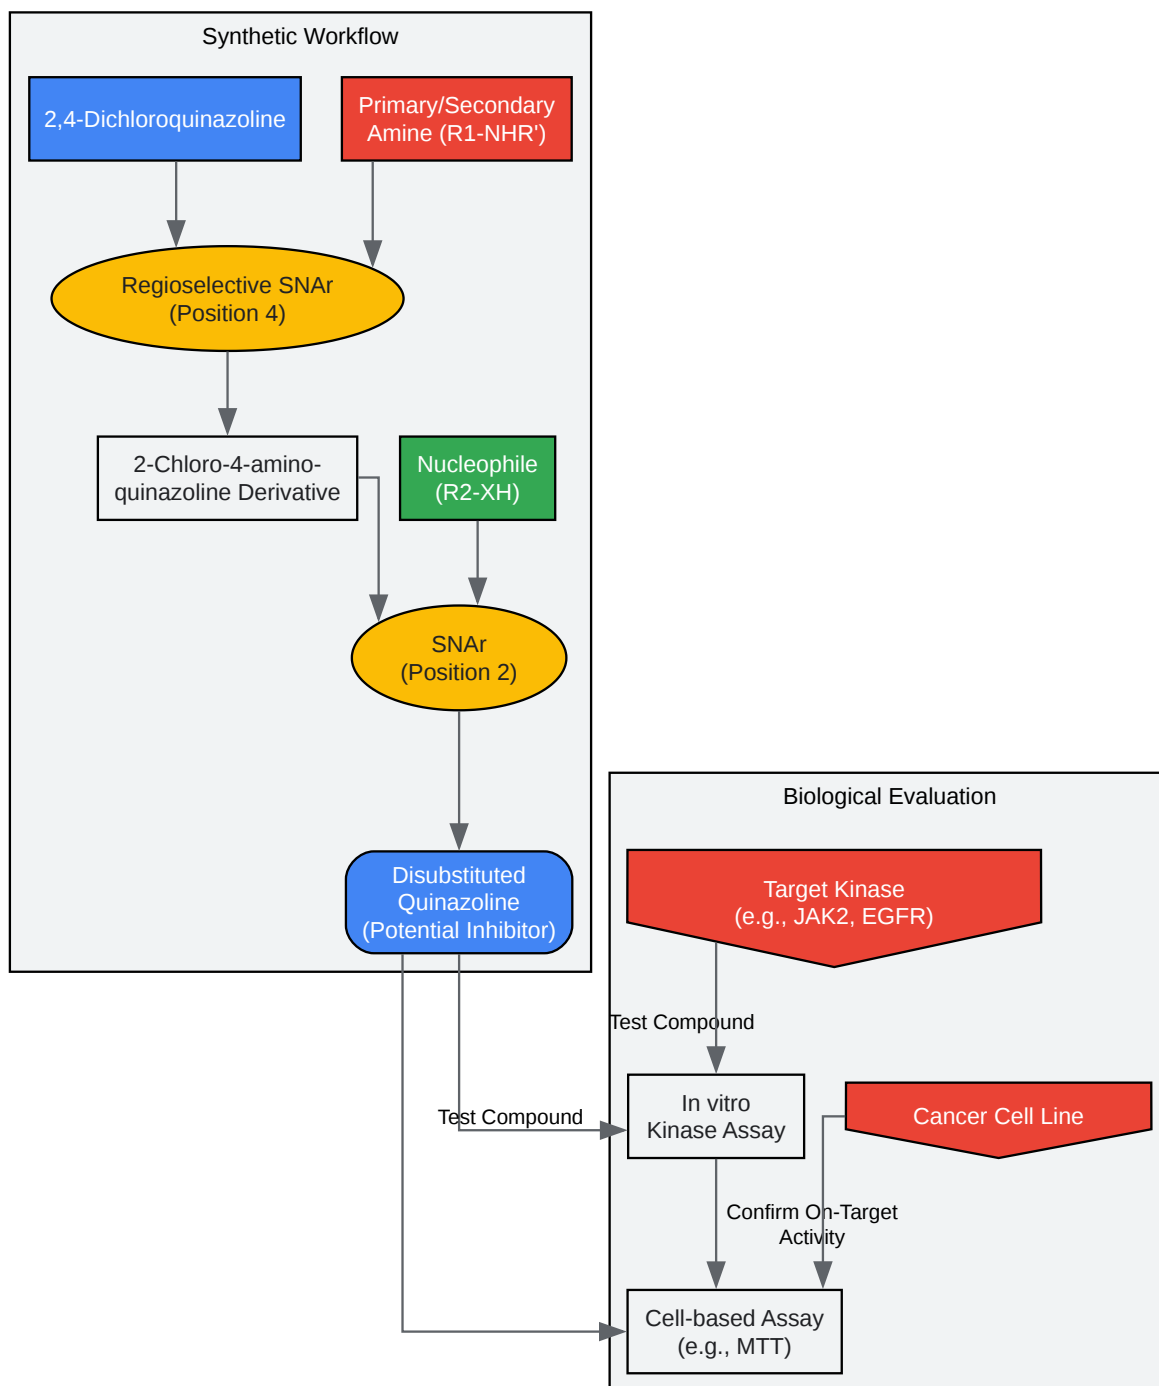 Synthetic Workflow
2,4-Dichloroquinazoline
Primary/Secondary
Amine (R1-NHR')
Regioselective SNAr
(Position 4)
2-Chloro-4-amino-
quinazoline Derivative
Nucleophile
(R2-XH)
SNAr
(Position 2)
Disubstituted
Quinazoline
(Potential Inhibitor)
Biological Evaluation
Target Kinase
(e.g., JAK2, EGFR)
Test Compound
Test Compound
In vitro
Kinase Assay
Cancer Cell Line
Confirm On-Target
Activity
Cell-based Assay
(e.g., MTT)